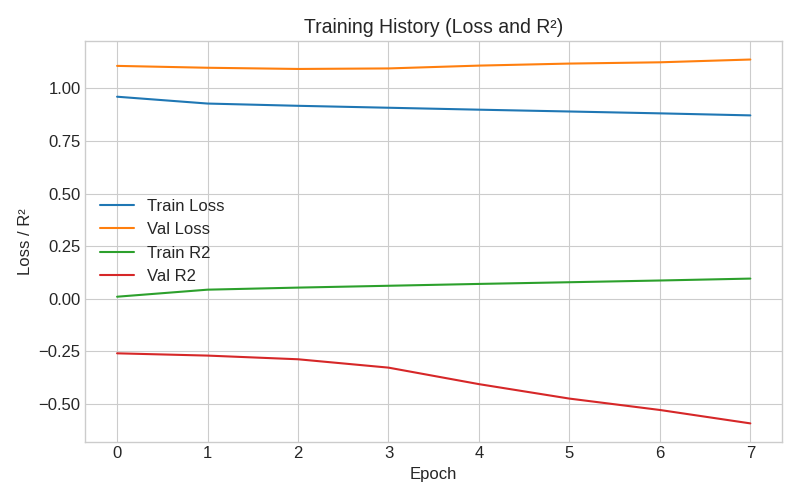 Training History (Loss and R²)
Loss / R²
1.00
0.75
0.50
0.25
0.00
−0.25
−0.50
Train Loss
Val Loss
Train R2
Val R2
0 1 2 3 4 5 6 7
Epoch